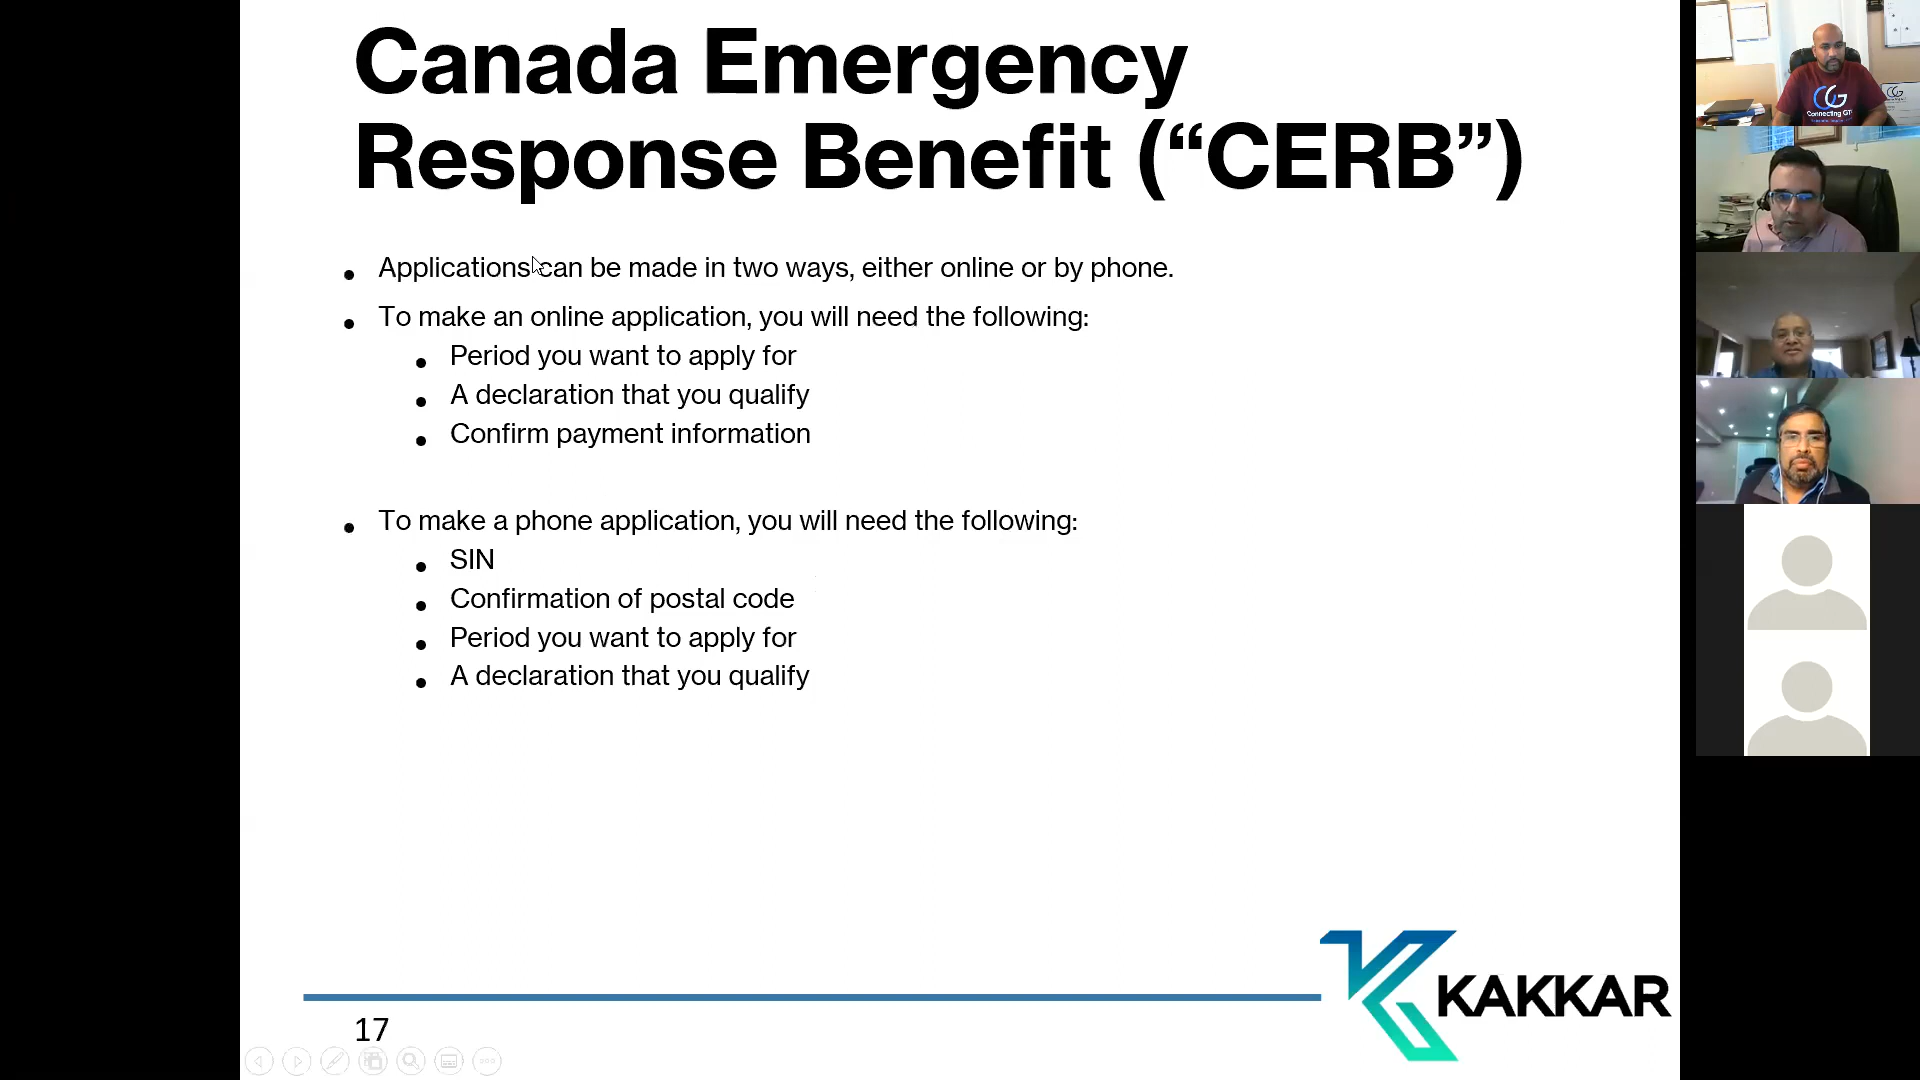 Canada Emergency
Response Benefit (“CERB”)
• Applications can be made in two ways, either online or by phone.
• To make an online application, you will need the following:
• Period you want to apply for
• A declaration that you qualify
• Confirm payment information
• To make a phone application, you will need the following:
• SIN
• Confirmation of postal code
• Period you want to apply for
• A declaration that you qualify
KAKKAR
17
CG
Connecting GT